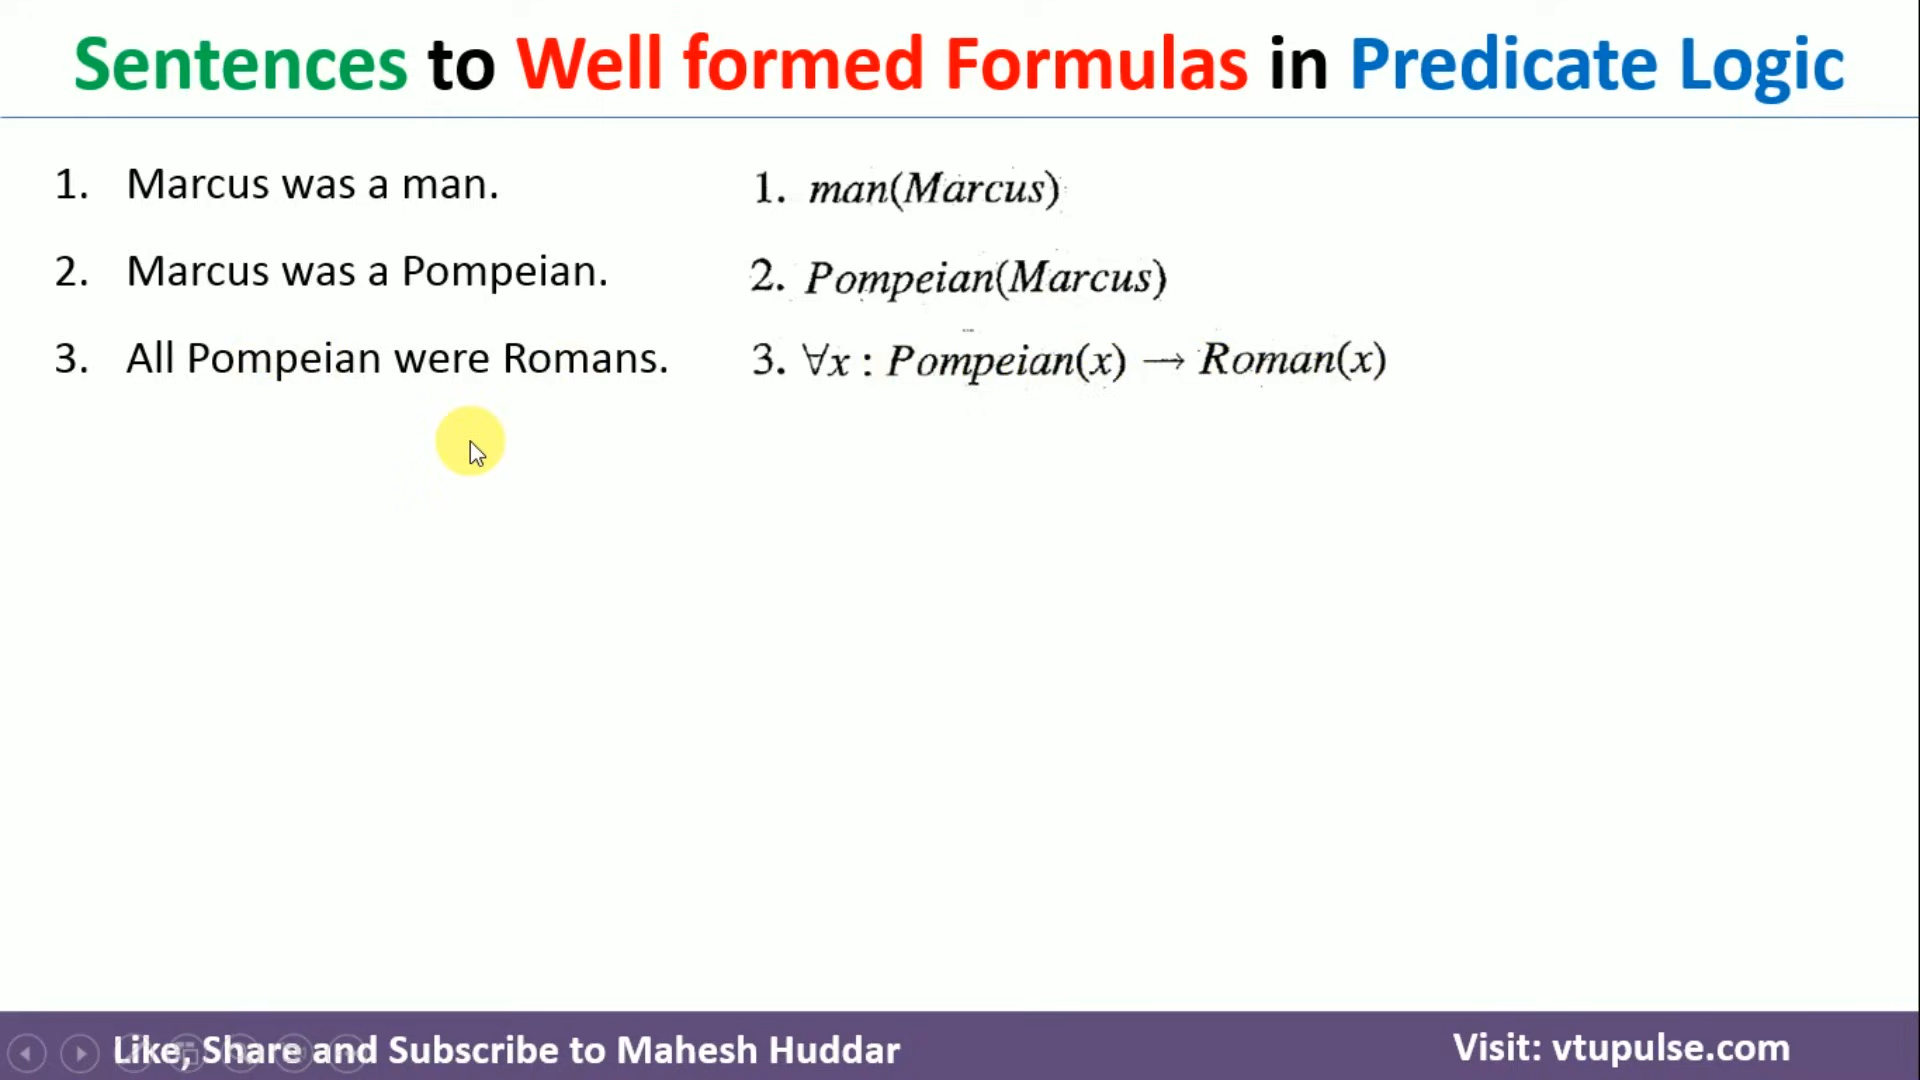 Sentences to Well formed Formulas in Predicate Logic
1. Marcus was a man.
1. man(Marcus)
2. Marcus was a Pompeian.
2. Pompeian(Marcus)
3. All Pompeian were Romans.
3. ∀x : Pompeian(x) → Roman(x)
Like, Share and Subscribe to Mahesh Huddar
Visit: vtupulse.com